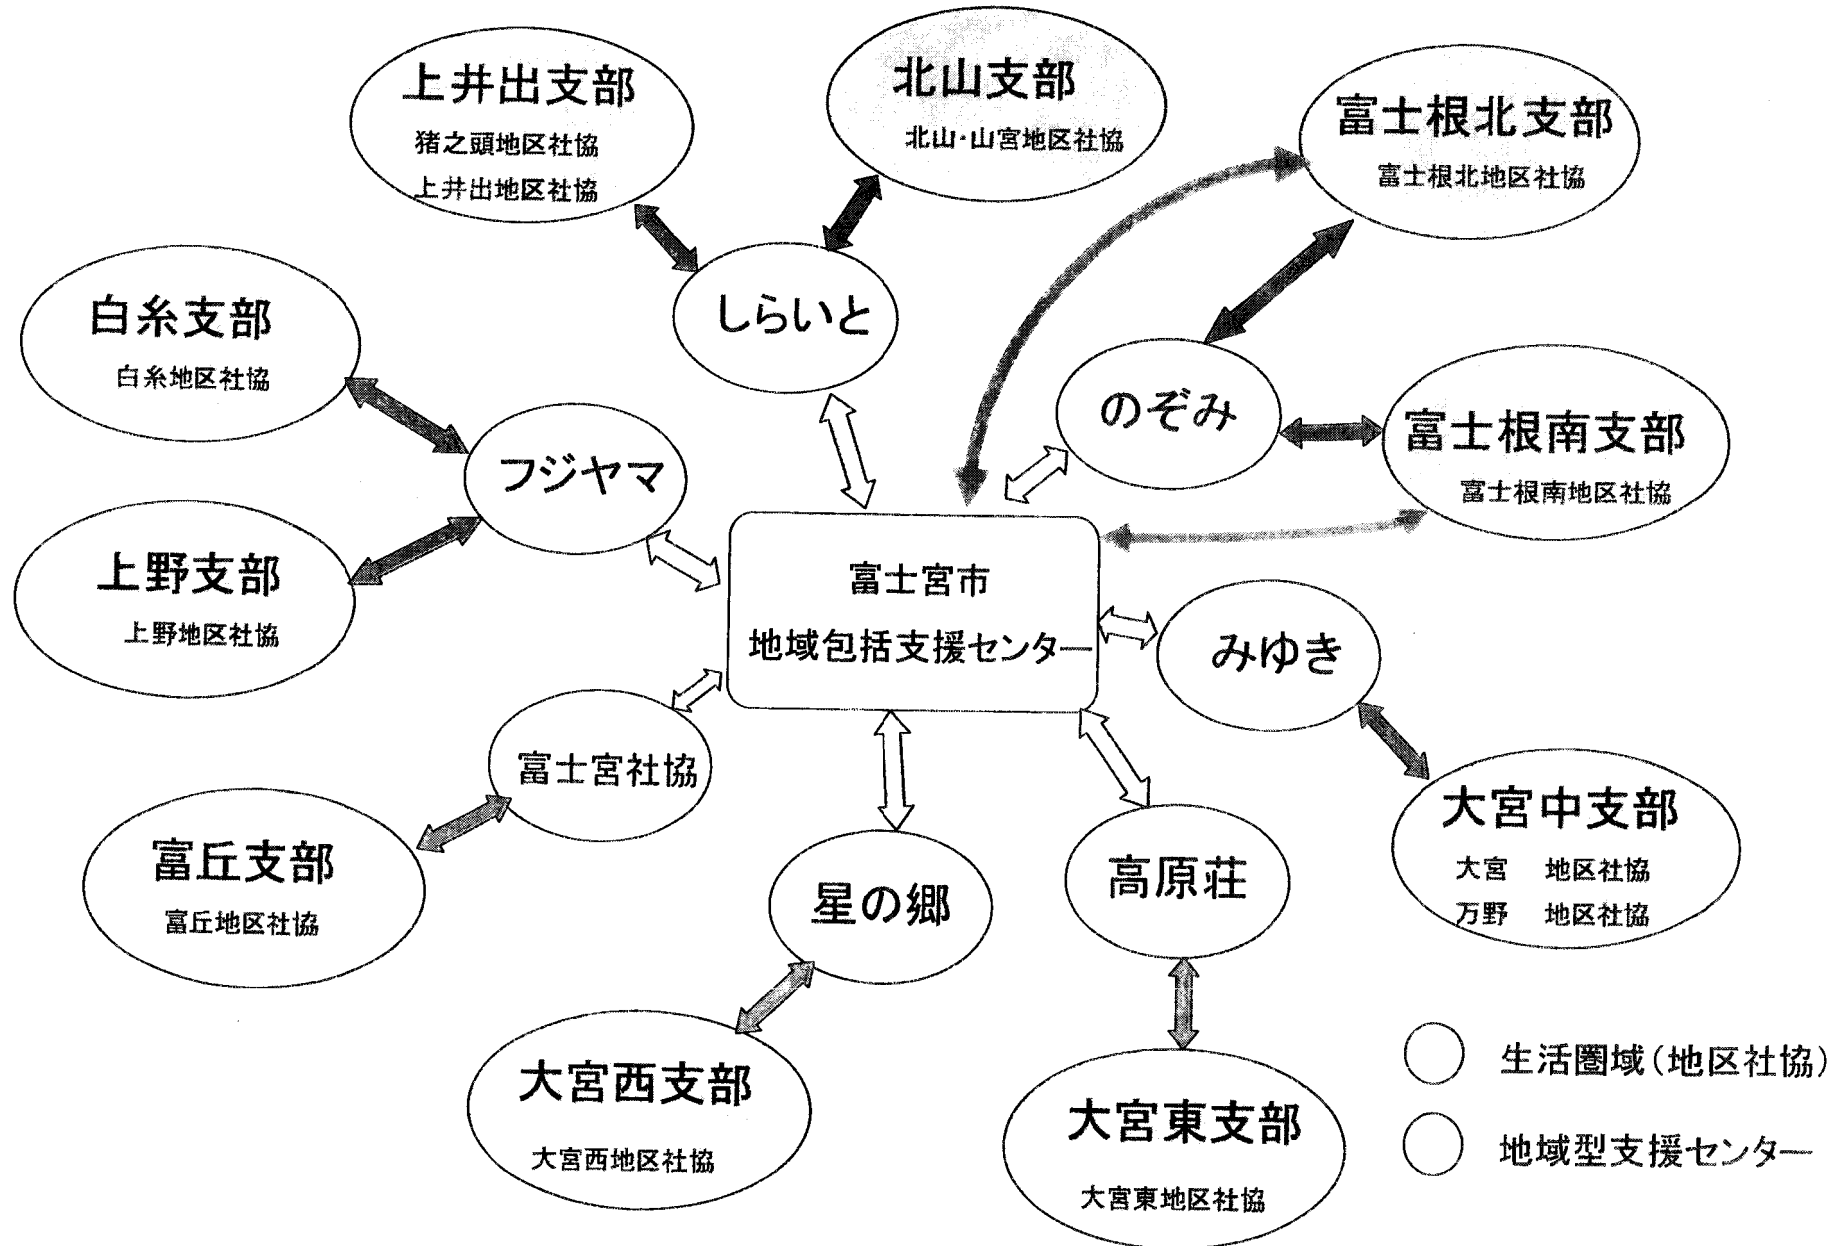 上井出支部
猪之頭地区社協
上井出地区社協
北山支部
北山・山宮地区社協
富士根北支部
富士根北地区社協
白糸支部
白糸地区社協
しらいと
のぞみ
富士根南支部
富士根南地区社協
フジヤマ
上野支部
上野地区社協
富士宮市
地域包括支援センター
みゆき
富士宮社協
大宮中支部
大宮 地区社協
万野 地区社協
富丘支部
富丘地区社協
星の郷
高原荘
大宮西支部
大宮西地区社協
大宮東支部
大宮東地区社協
生活圏域(地区社協)
地域型支援センター